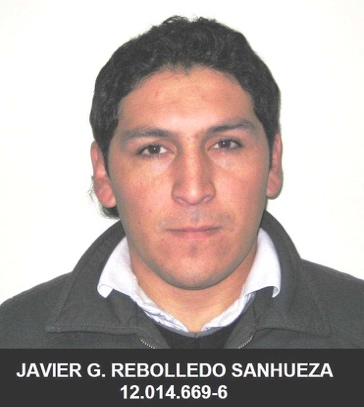 JAVIER G. REBOLLEDO SANHUEZA
12.014.669-6